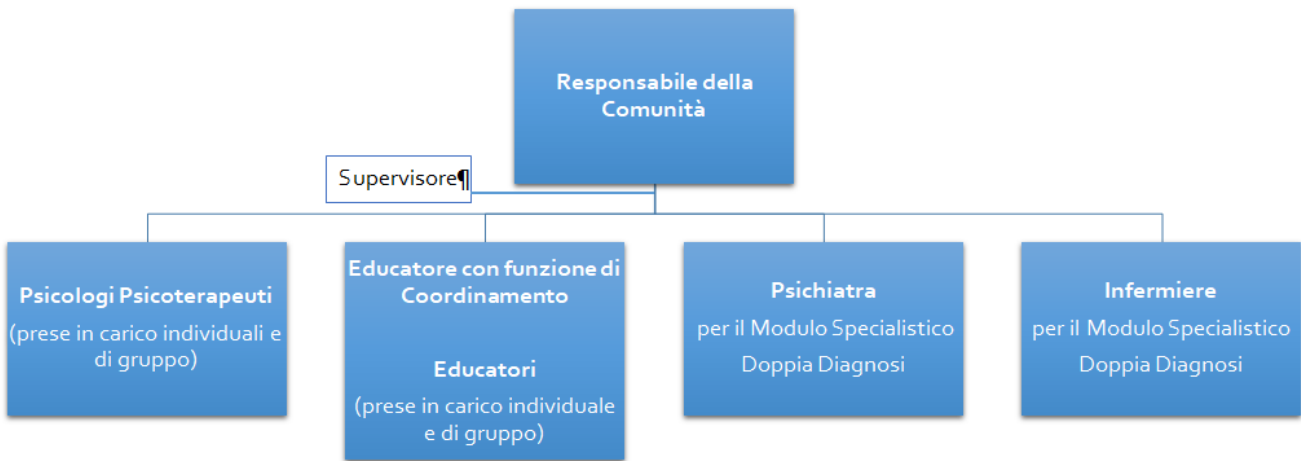 Responsabile della
Comunità
Supervisore¶
Psicologi Psicoterapeuti
(prese in carico individuali e
di gruppo)
Educatore con funzione di
Coordinamento
Educatori
(prese in carico individuale
e di gruppo)
Psichiatra
per il Modulo Specialistico
Doppia Diagnosi
Infermiere
per il Modulo Specialistico
Doppia Diagnosi